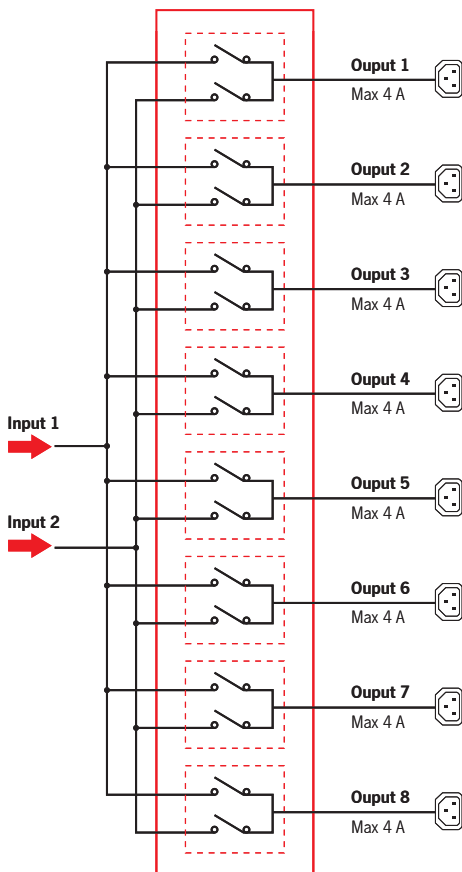 Ouput 1
Max 4 A
Ouput 2
Max 4 A
Ouput 3
Max 4 A
Ouput 4
Max 4 A
Input 1
Ouput 5
Max 4 A
Input 2
Ouput 6
Max 4 A
Ouput 7
Max 4 A
Ouput 8
Max 4 A